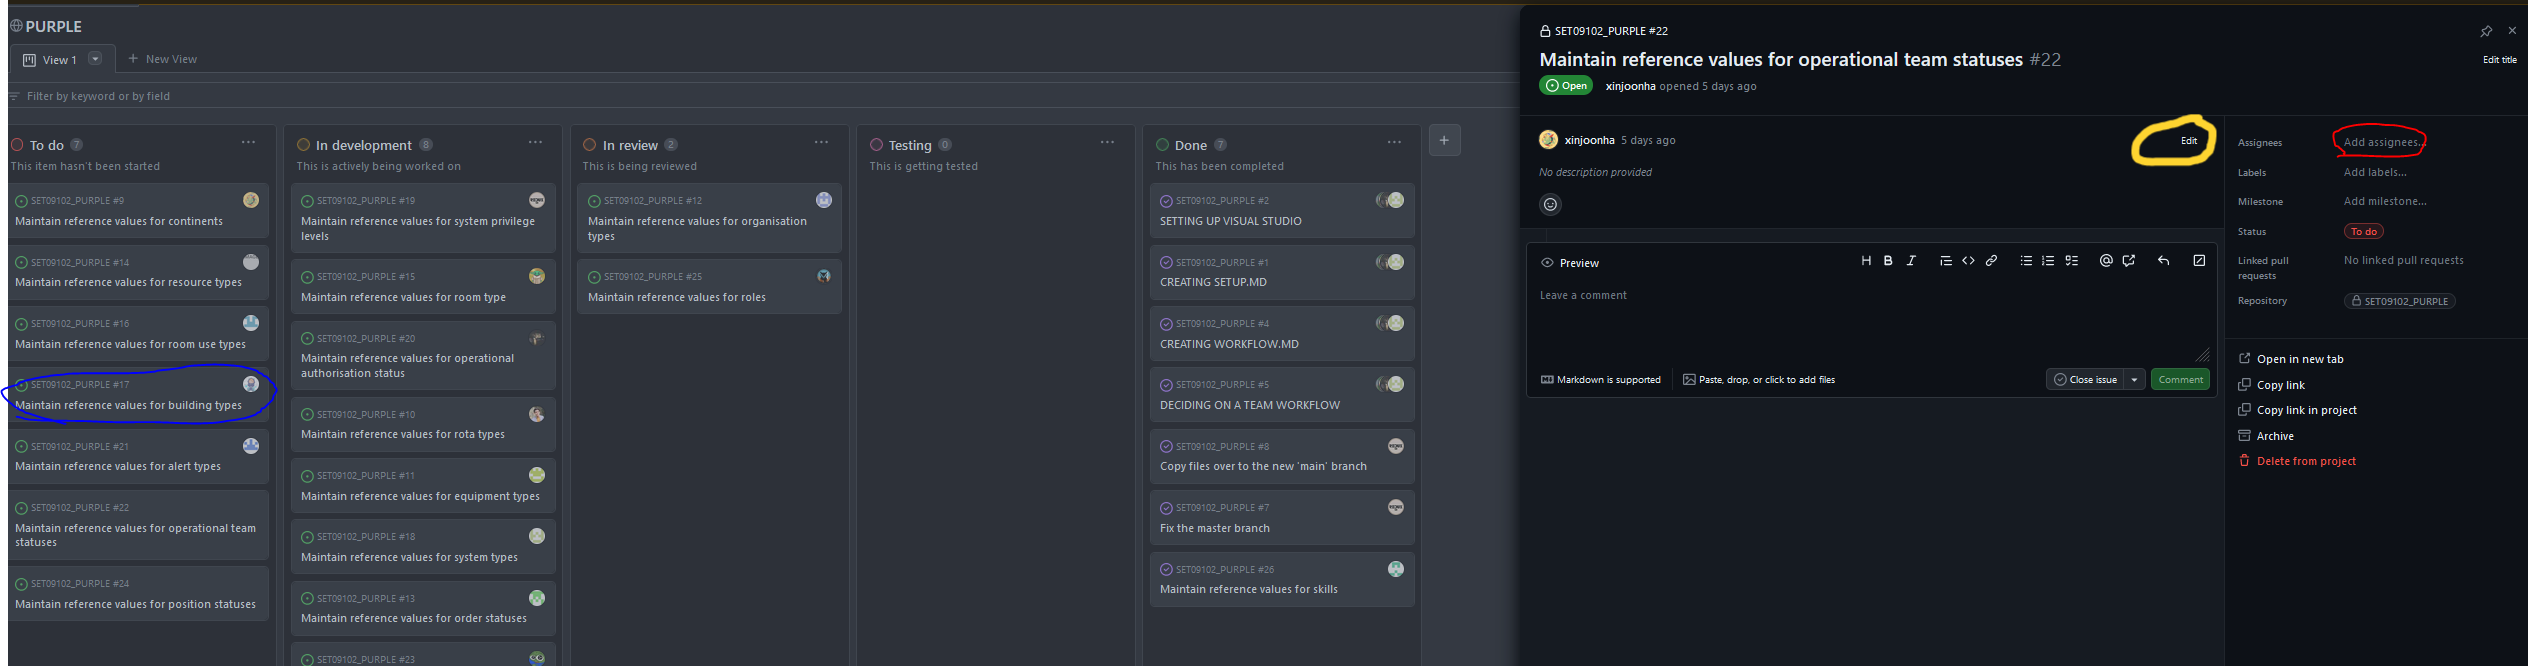 PURPLE
View 1
New View
Filter by keyword or by field
To do 7
This item hasn't been started
SET09102_PURPLE #9
Maintain reference values for continents
SET09102_PURPLE #14
Maintain reference values for resource types
SET09102_PURPLE #16
Maintain reference values for room use types
SET09102_PURPLE #17
Maintain reference values for building types
SET09102_PURPLE #21
Maintain reference values for alert types
SET09102_PURPLE #22
Maintain reference values for operational team
statuses
SET09102_PURPLE #24
Maintain reference values for position statuses
In development 8
This is actively being worked on
SET09102_PURPLE #19
Maintain reference values for system privilege
levels
SET09102_PURPLE #15
Maintain reference values for room type
SET09102_PURPLE #20
Maintain reference values for operational
authorisation status
SET09102_PURPLE #10
Maintain reference values for rota types
SET09102_PURPLE #11
Maintain reference values for equipment types
SET09102_PURPLE #18
Maintain reference values for system types
SET09102_PURPLE #13
Maintain reference values for order statuses
SET09102_PURPLE #23
In review 2
This is being reviewed
SET09102_PURPLE #12
Maintain reference values for organisation
types
SET09102_PURPLE #25
Maintain reference values for roles
Testing 0
This is getting tested
Done 7
This has been completed
SET09102_PURPLE #2
SETTING UP VISUAL STUDIO
SET09102_PURPLE #1
CREATING SETUP.MD
SET09102_PURPLE #4
CREATING WORKFLOW.MD
SET09102_PURPLE #5
DECIDING ON A TEAM WORKFLOW
SET09102_PURPLE #8
Copy files over to the new 'main' branch
SET09102_PURPLE #7
Fix the master branch
SET09102_PURPLE #26
Maintain reference values for skills
SET09102_PURPLE #22
Maintain reference values for operational team statuses #22
Edit title
Open
xinjoonha opened 5 days ago
xinjoonha 5 days ago
Edit
No description provided
Preview
Leave a comment
Markdown is supported
Paste, drop, or click to add files
Close issue
Comment
Assignees
Add assignees...
Labels
Add labels...
Milestone
Add milestone...
Status
To do
Linked pull
requests
No linked pull requests
Repository
SET09102_PURPLE
Open in new tab
Copy link
Copy link in project
Archive
Delete from project